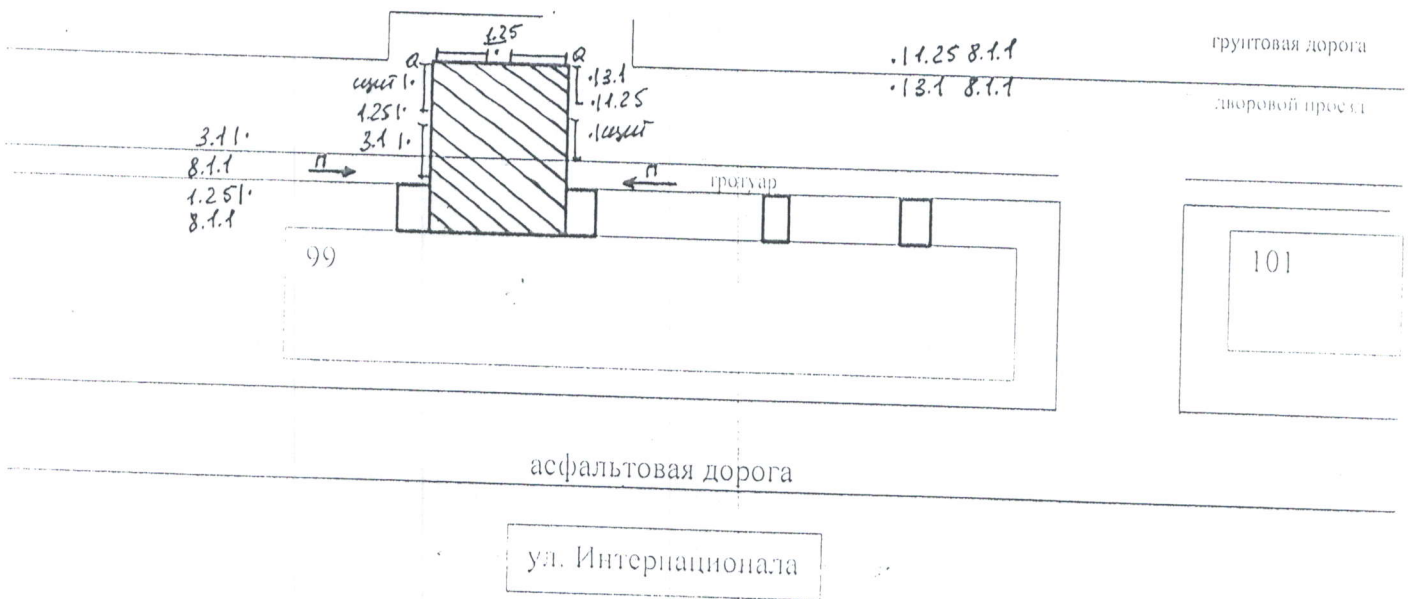 1.25
грунтовая дорога
.|1.25 8.1.1
.|3.1 8.1.1
дворовой проезд
Q
Q
щит |.
1.25|.
3.1 |.
.|3.1
.|1.25
.|щит
3.1|.
8.1.1
1.25|.
8.1.1
П
П
тротуар
99
101
асфальтовая дорога
ул. Интернационала